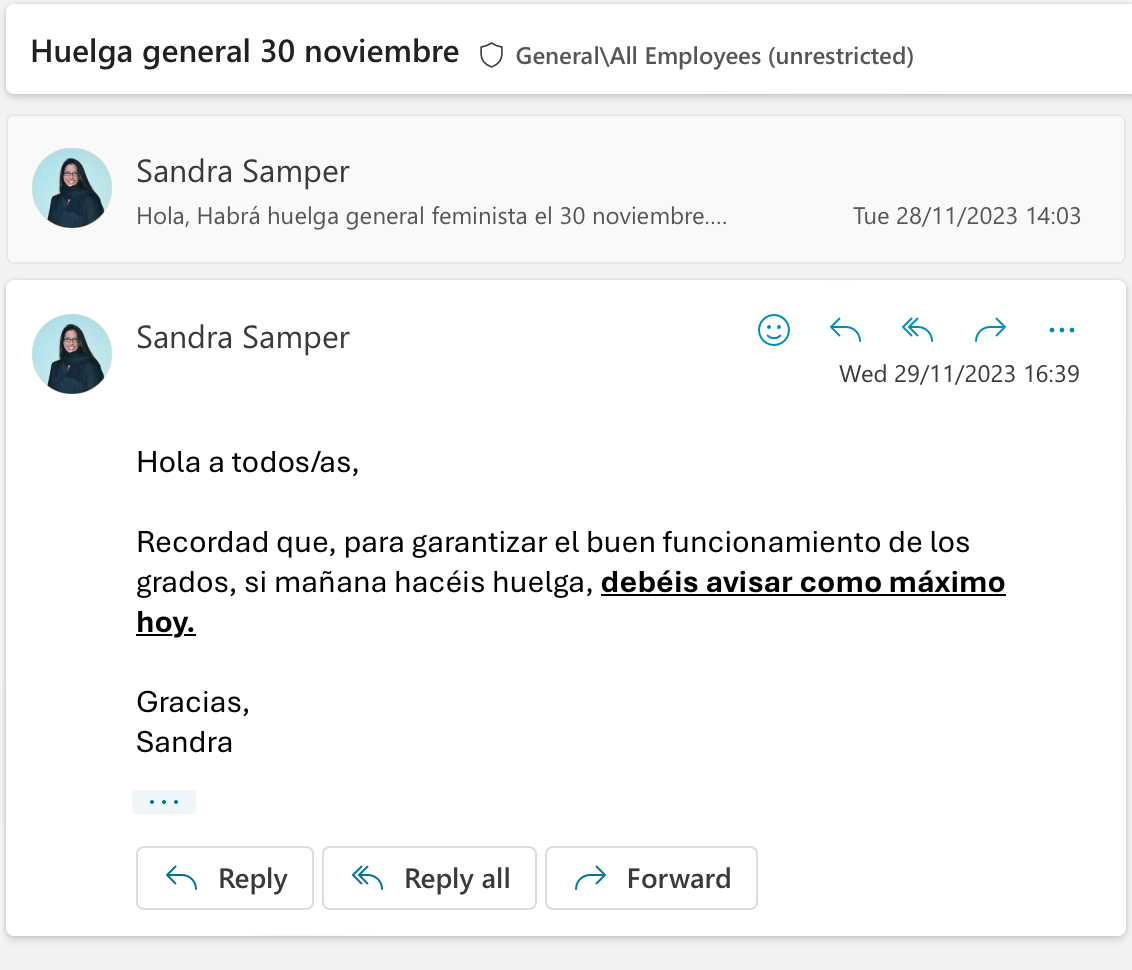 Huelga general 30 noviembre General\All Employees (unrestricted)
Sandra Samper
Hola, Habrá huelga general feminista el 30 noviembre.... Tue 28/11/2023 14:03
Sandra Samper
Wed 29/11/2023 16:39
Hola a todos/as,
Recordad que, para garantizar el buen funcionamiento de los
grados, si mañana hacéis huelga, debéis avisar como máximo
hoy.
Gracias,
Sandra
Reply Reply all Forward